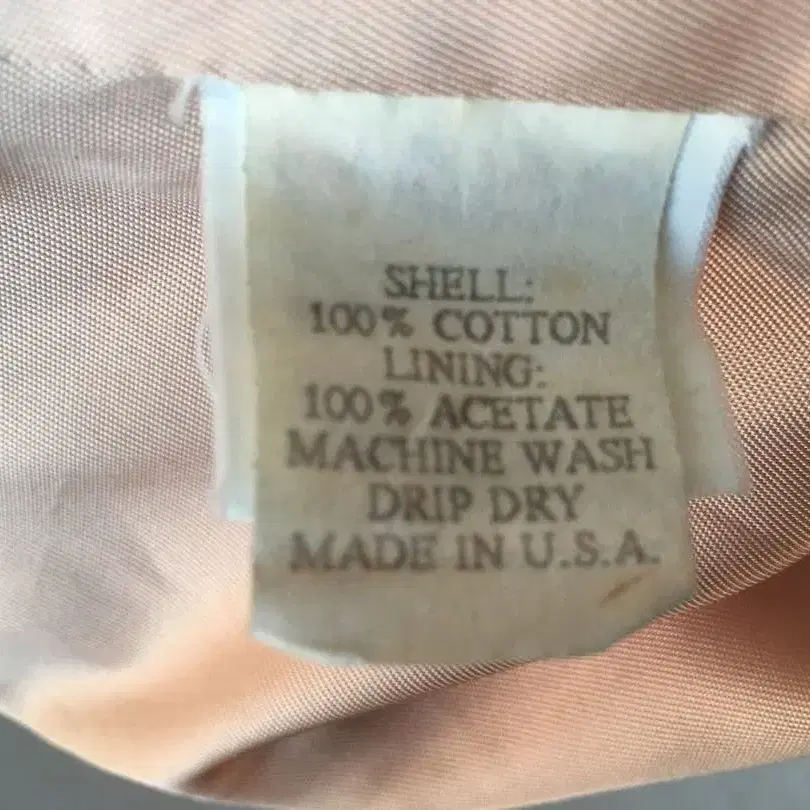 SHELL:
100% COTTON
LINING:
100% ACETATE
MACHINE WASH
DRIP DRY
MADE IN U.S.A.